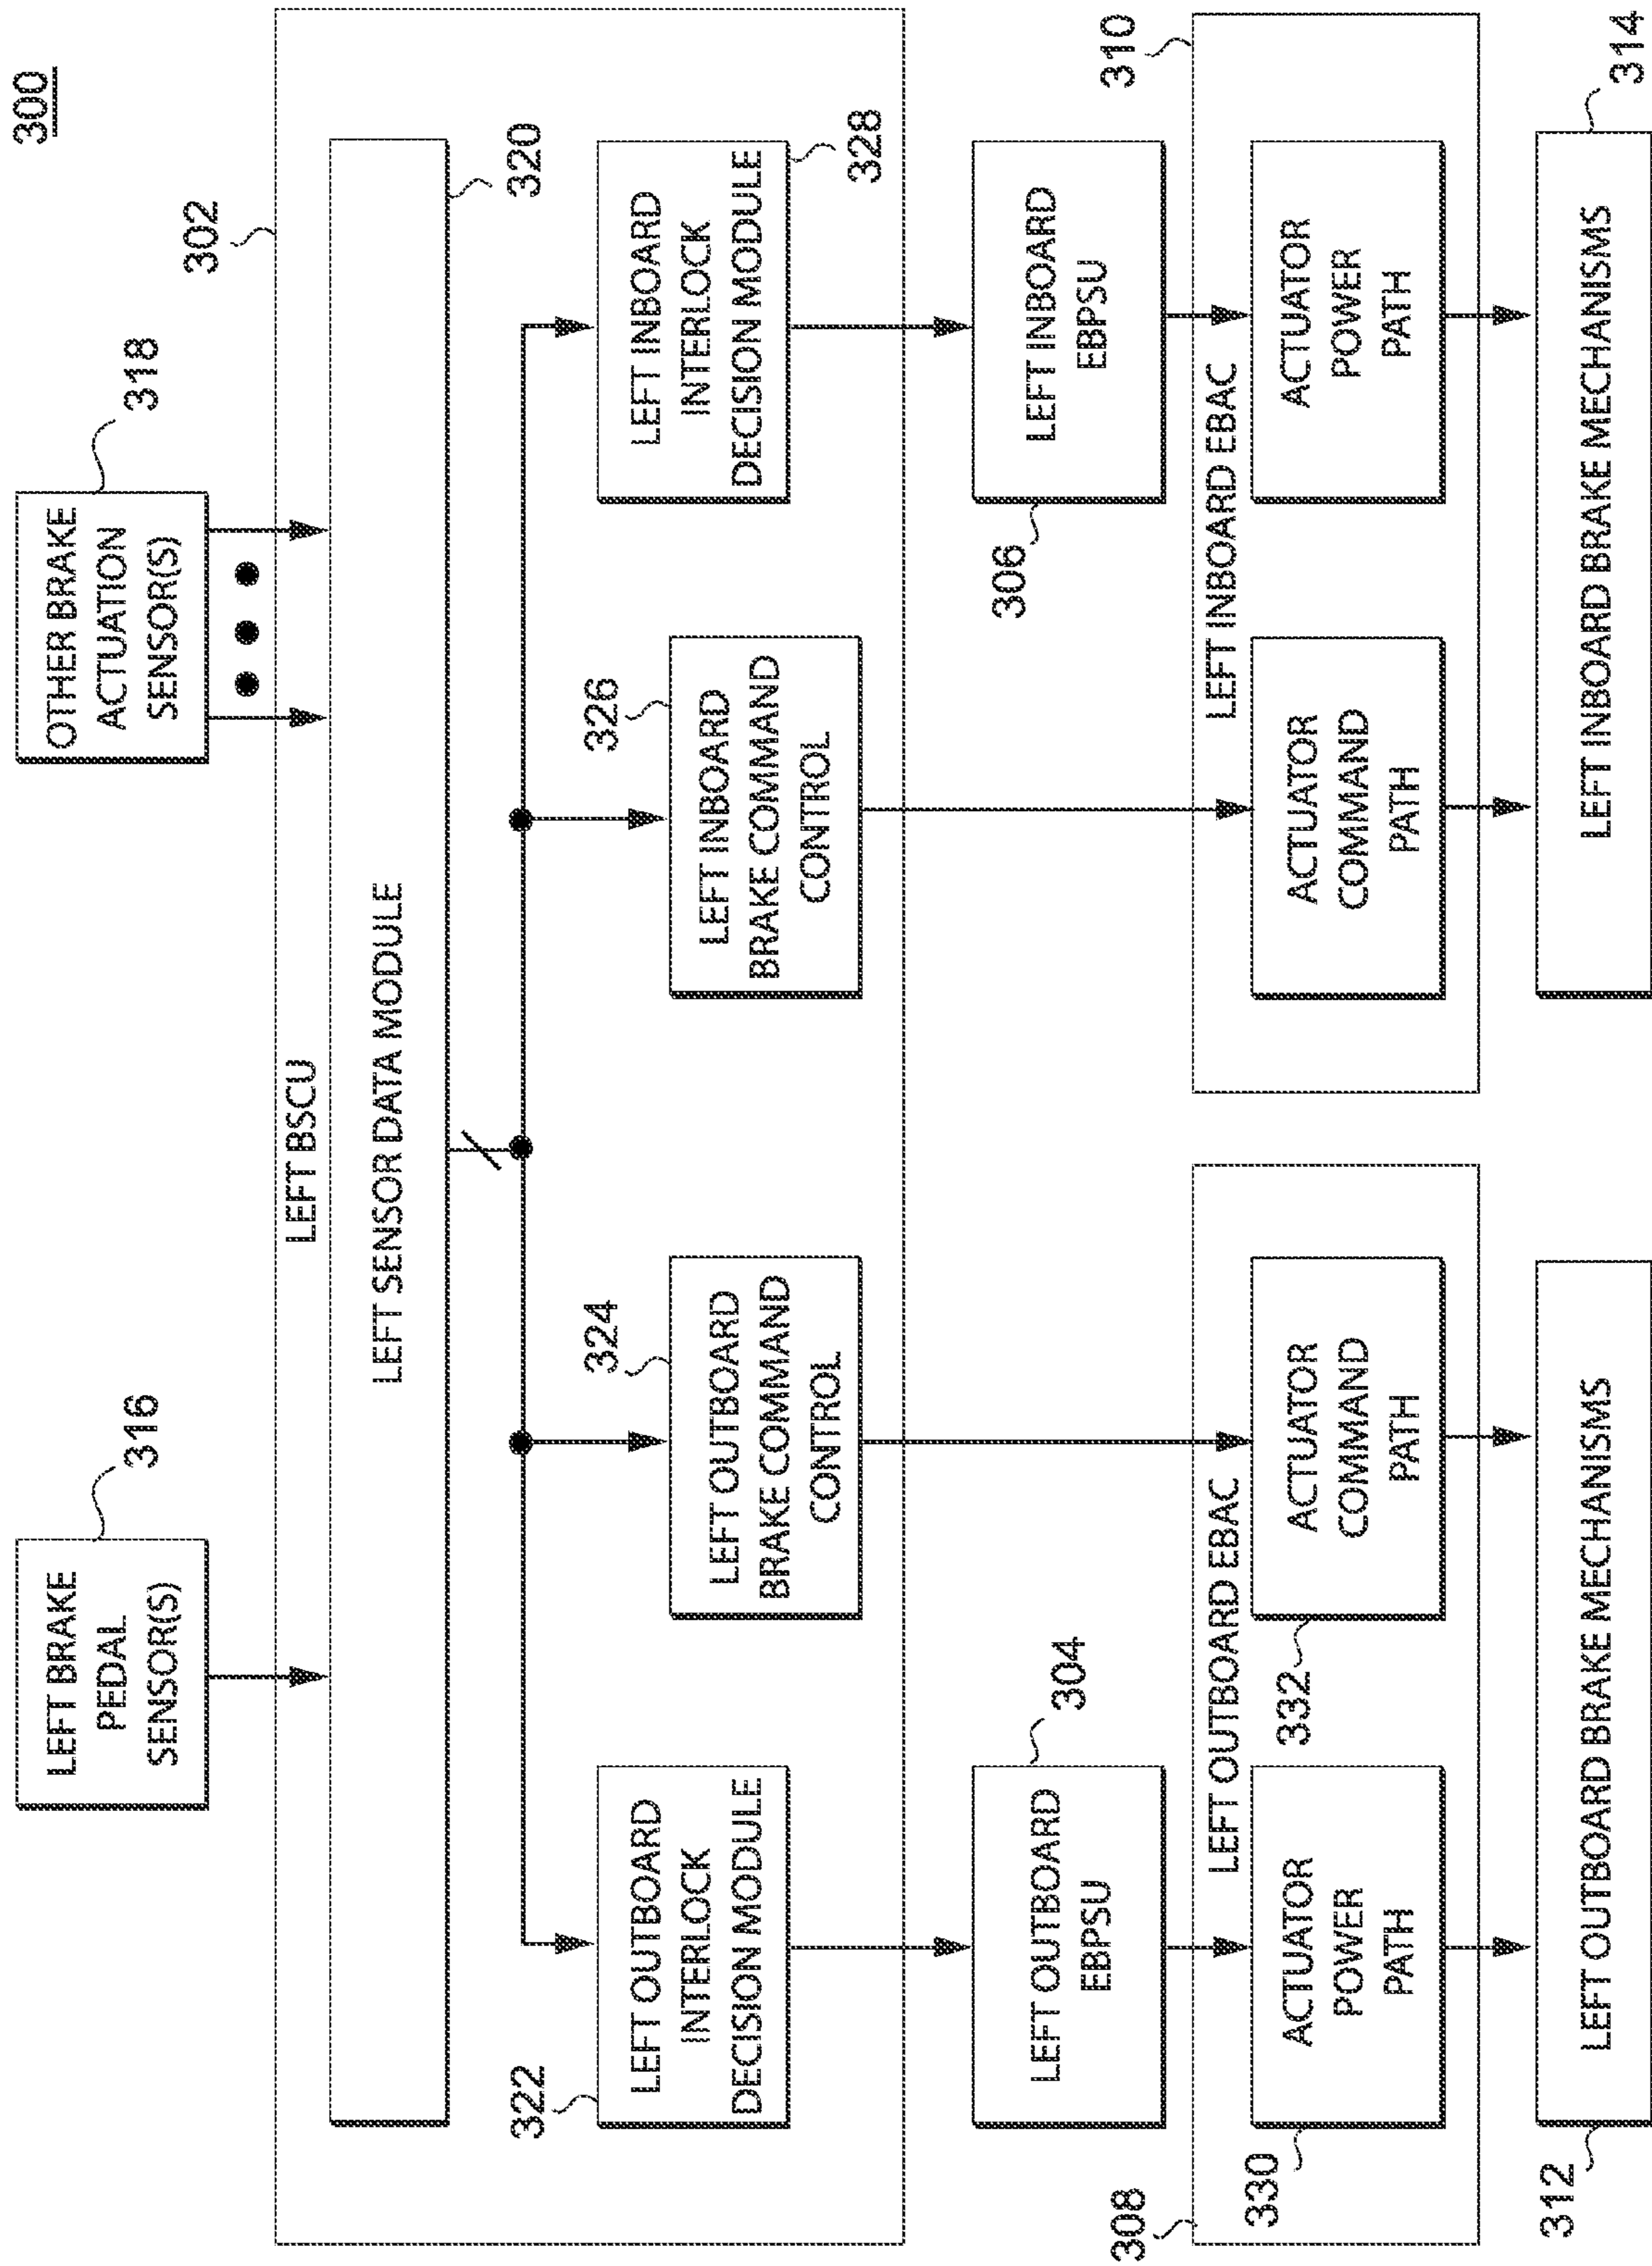 300
LEFT BRAKE
PEDAL
SENSOR(S)
316
OTHER BRAKE
ACTUATION
SENSOR(S)
318
302
LEFT BSCU
LEFT SENSOR DATA MODULE
320
322
LEFT OUTBOARD
INTERLOCK
DECISION MODULE
324
LEFT OUTBOARD
BRAKE COMMAND
CONTROL
326
LEFT INBOARD
BRAKE COMMAND
CONTROL
LEFT INBOARD
INTERLOCK
DECISION MODULE
328
LEFT OUTBOARD
EBPSU
304
306
LEFT INBOARD
EBPSU
308
LEFT OUTBOARD EBAC
330
ACTUATOR
POWER
PATH
332
ACTUATOR
COMMAND
PATH
310
LEFT INBOARD EBAC
ACTUATOR
COMMAND
PATH
ACTUATOR
POWER
PATH
312
LEFT OUTBOARD BRAKE MECHANISMS
LEFT INBOARD BRAKE MECHANISMS
314